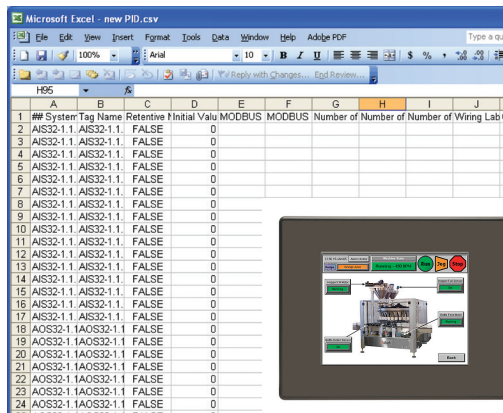 Microsoft Excel - new PID.csv
File Edit View Insert Format Tools Data Window Help Adobe PDF Type a qu
100% Arial 10 B I U $ % ,
Reply with Changes... End Review...
H95 fx
A B C D E F G H I J
1 ## System Tag Name Retentive M Initial Valu MODBUS MODBUS Number of Number of Number of Wiring Lab
2 AIS32-1.1. AIS32-1.1. FALSE 0
3 AIS32-1.1. AIS32-1.1. FALSE 0
4 AIS32-1.1. AIS32-1.1. FALSE 0
5 AIS32-1.1. AIS32-1.1. FALSE 0
6 AIS32-1.1. AIS32-1.1. FALSE 0
7 AIS32-1.1. AIS32-1.1. FALSE 0
8 AIS32-1.1. AIS32-1.1. FALSE 0
9 AIS32-1.1. AIS32-1.1. FALSE 0
10 AIS32-1.1. AIS32-1.1. FALSE 0
11 AIS32-1.1. AIS32-1.1. FALSE 0
12 AIS32-1.1. AIS32-1.1. FALSE 0
13 AIS32-1.1. AIS32-1.1. FALSE 0
14 AIS32-1.1. AIS32-1.1. FALSE 0
15 AIS32-1.1. AIS32-1.1. FALSE 0
16 AIS32-1.1. AIS32-1.1. FALSE 0
17 AIS32-1.1. AIS32-1.1. FALSE 0
18 AOS32-1.1 AOS32-1.1 FALSE 0
19 AOS32-1.1 AOS32-1.1 FALSE 0
20 AOS32-1.1 AOS32-1.1 FALSE 0
21 AOS32-1.1 AOS32-1.1 FALSE 0
22 AOS32-1.1 AOS32-1.1 FALSE 0
23 AOS32-1.1 AOS32-1.1 FALSE 0
24 AOS32-1.1 AOS32-1.1 FALSE 0
Run Jog Stop
Back